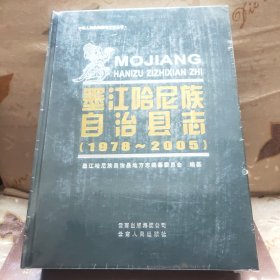 MOJIANG
HANIZU ZIZHIXIAN ZHI
墨江哈尼族
自治县志
(1978～2005)
墨江哈尼族自治县地方志编纂委员会 编纂
云南出版集团公司
云南人民出版社